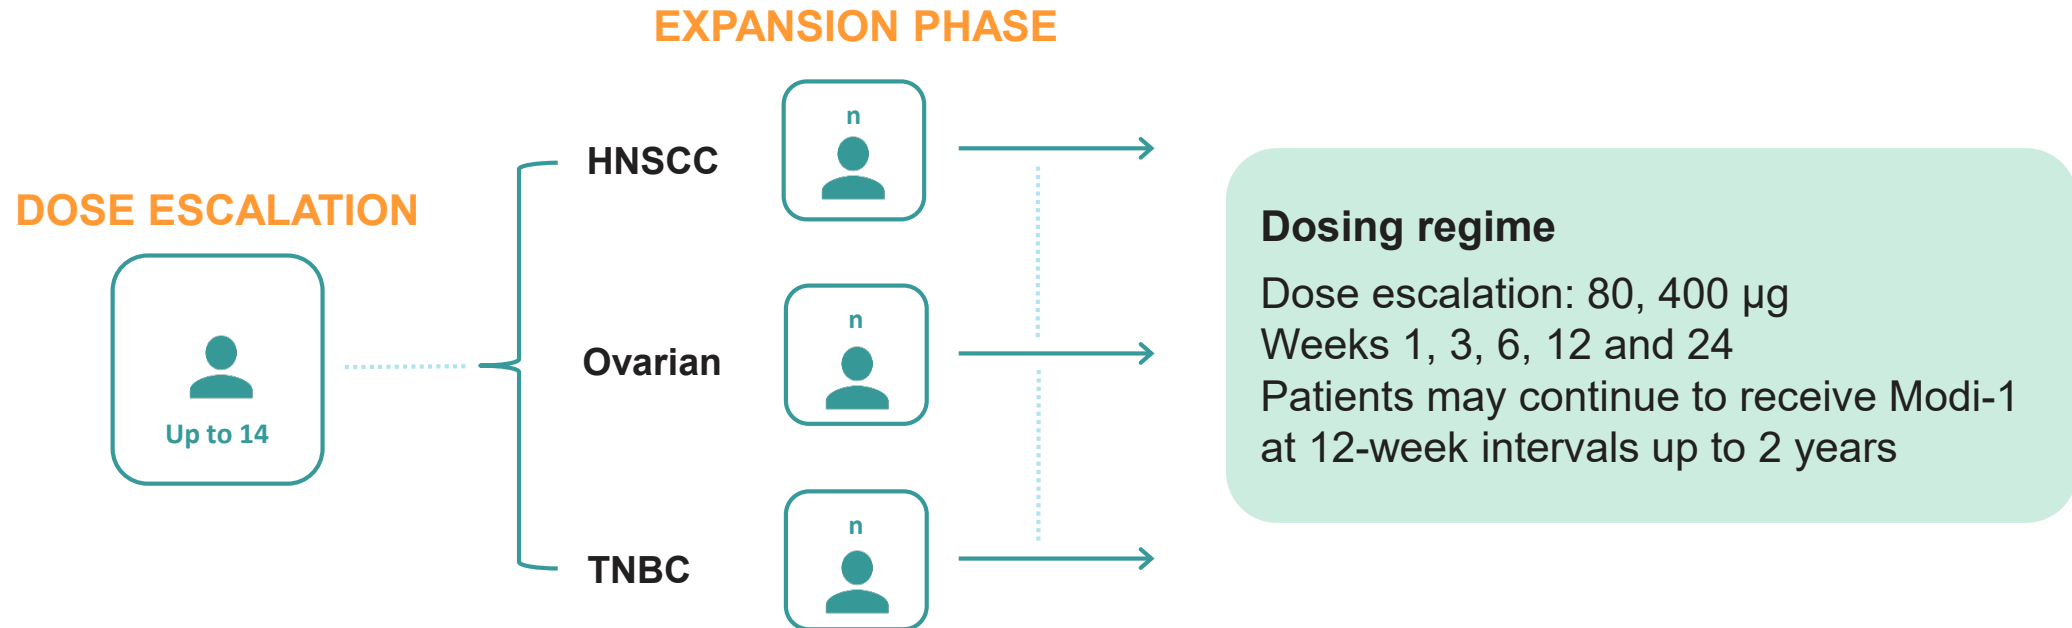 EXPANSION PHASE
DOSE ESCALATION
Up to 14
HNSCC
n
Ovarian
n
TNBC
n
Dosing regime
Dose escalation: 80, 400 µg
Weeks 1, 3, 6, 12 and 24
Patients may continue to receive Modi-1
at 12-week intervals up to 2 years